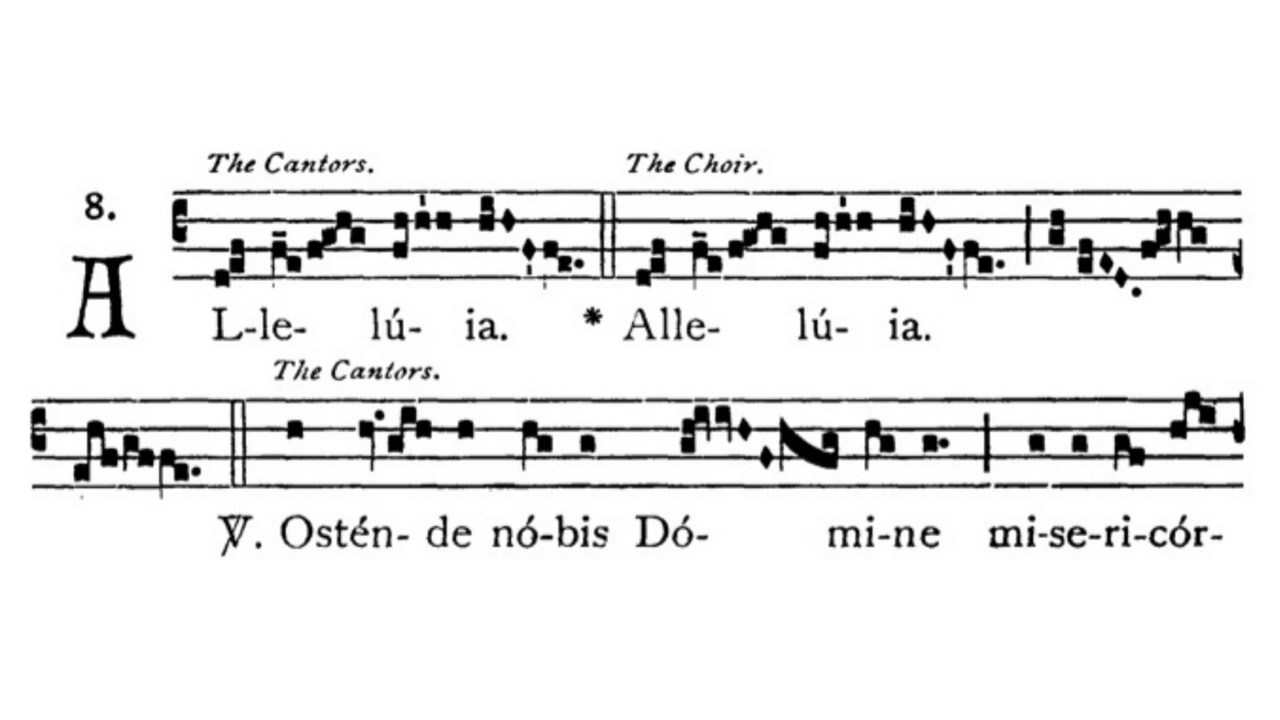 The Cantors. The Choir.
8.
AL-le- lú- ia. * Alle- lú- ia.
The Cantors.
℣. Ostén- de nó-bis Dó- mi-ne mi-se-ri-cór-